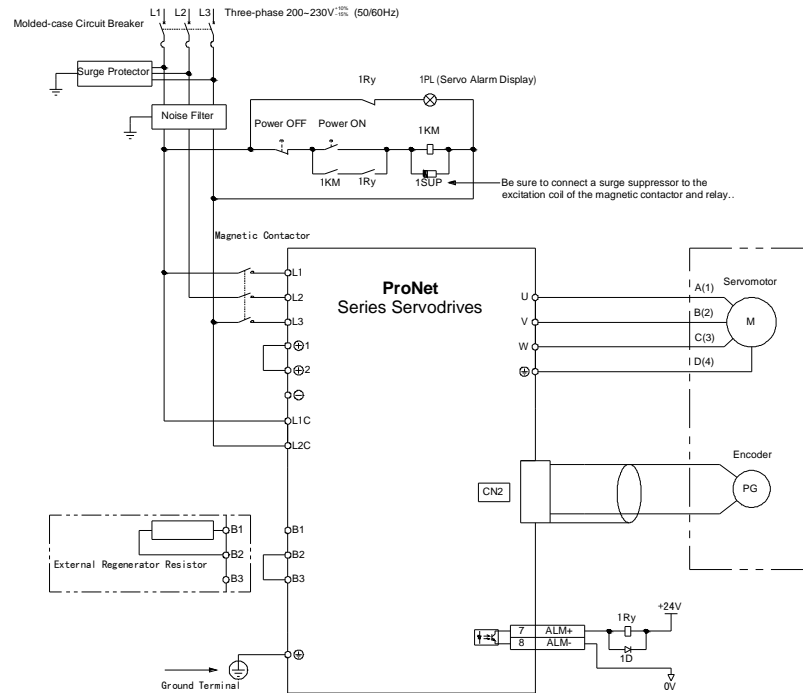 L1 L2 L3 Three-phase 200~230V +10% -15% (50/60Hz)
Molded-case Circuit Breaker
Surge Protector
Noise Filter
1Ry
1PL (Servo Alarm Display)
Power OFF
Power ON
1KM
1KM
1Ry
1SUP
Be sure to connect a surge suppressor to the
excitation coil of the magnetic contactor and relay..
Magnetic Contactor
ProNet
Series Servodrives
L1
L2
L3
1
2
L1C
L2C
B1
B2
B3
U
V
W
A(1)
B(2)
C(3)
D(4)
Servomotor
M
Encoder
PG
CN2
External Regenerator Resistor
B1
B2
B3
7 ALM+
8 ALM-
1Ry
+24V
1D
0V
Ground Terminal